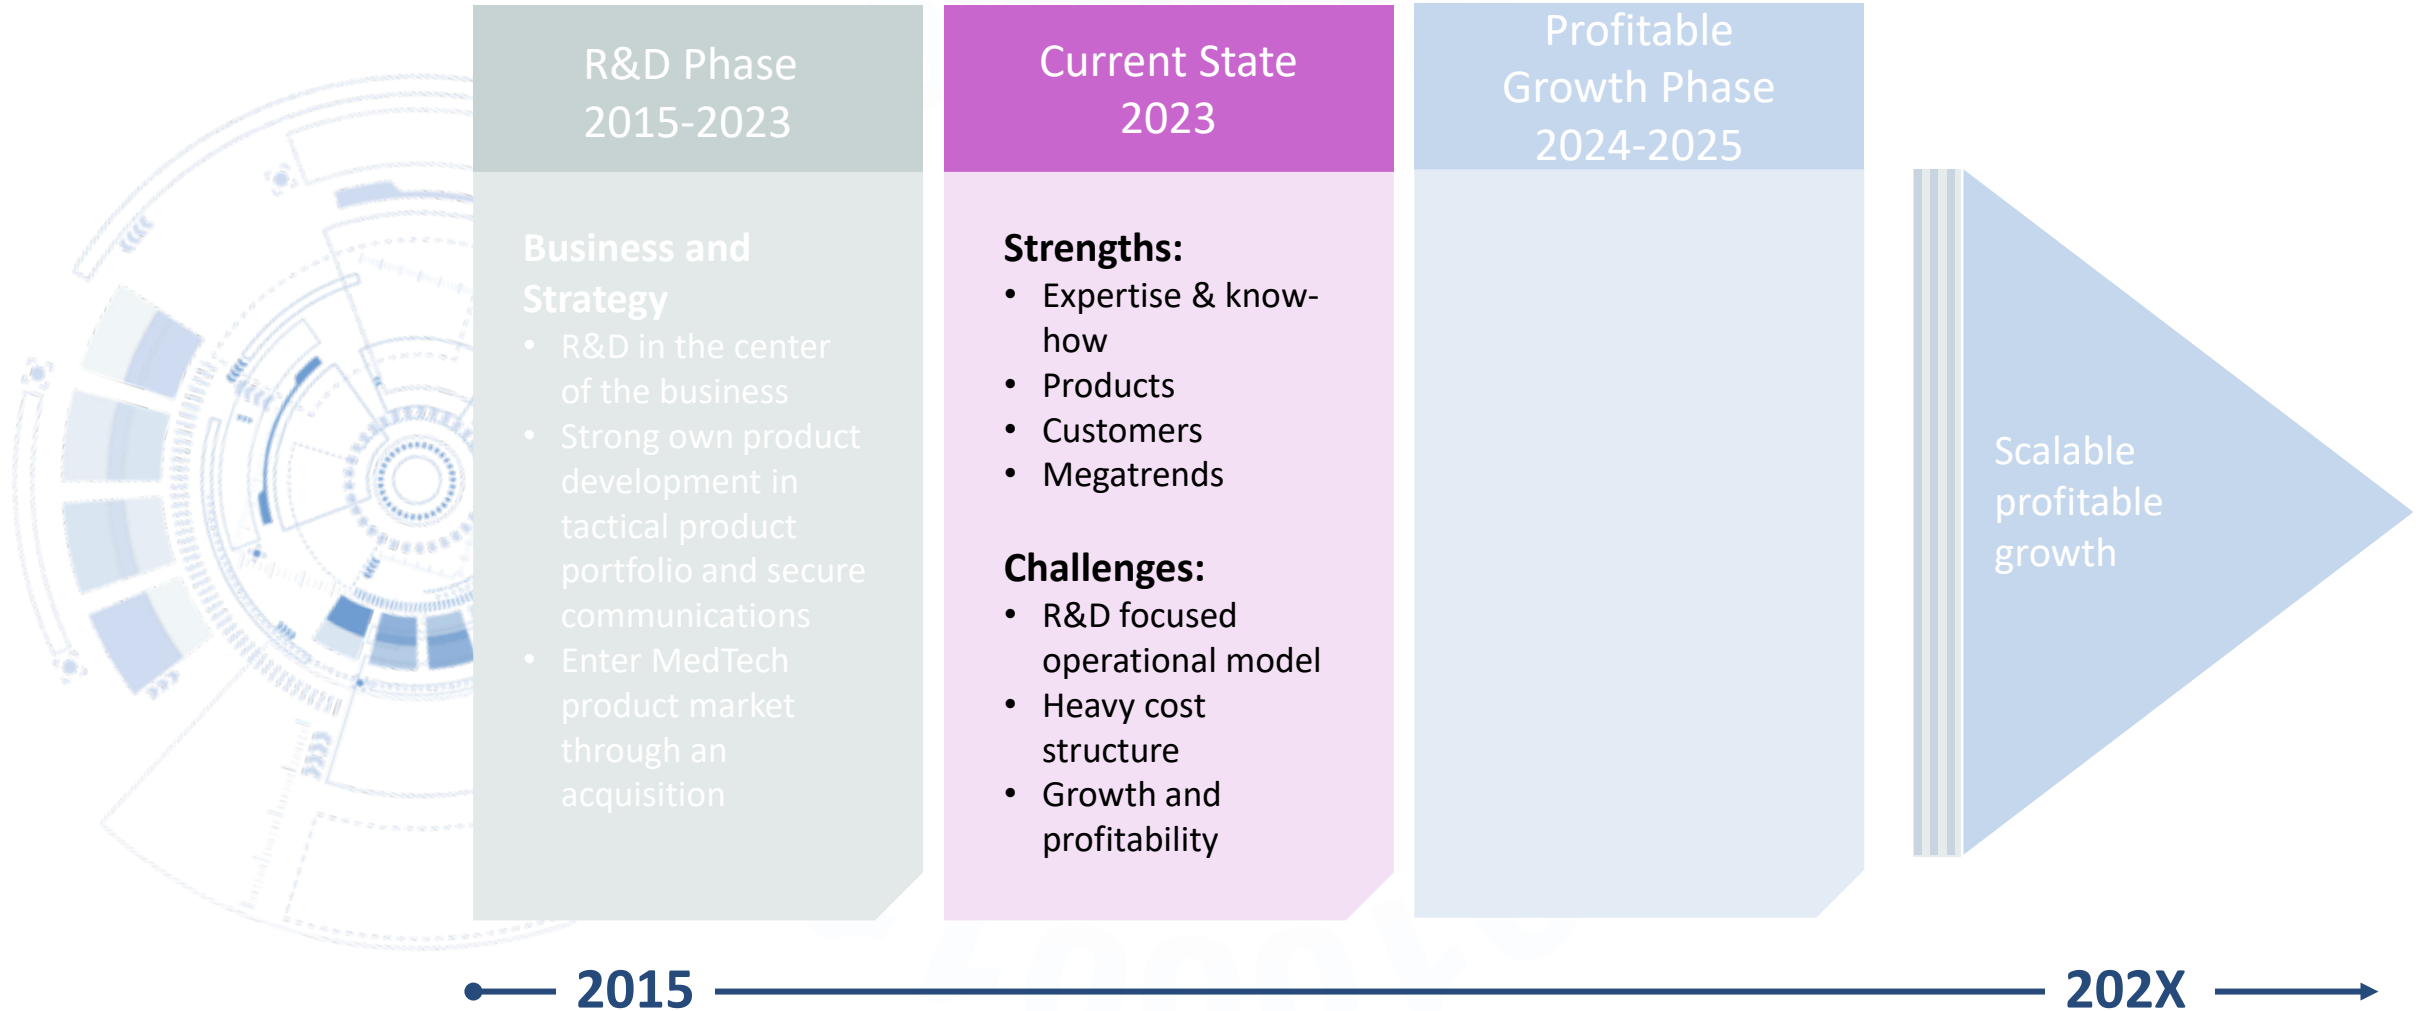 R&D Phase
2015-2023
Business and
Strategy
• R&D in the center
of the business
• Strong own product
development in
tactical product
portfolio and secure
communications
• Enter MedTech
product market
through an
acquisition
Current State
2023
Strengths:
• Expertise & know-
how
• Products
• Customers
• Megatrends
Challenges:
• R&D focused
operational model
• Heavy cost
structure
• Growth and
profitability
Profitable
Growth Phase
2024-2025
Scalable
profitable
growth
2015
202X